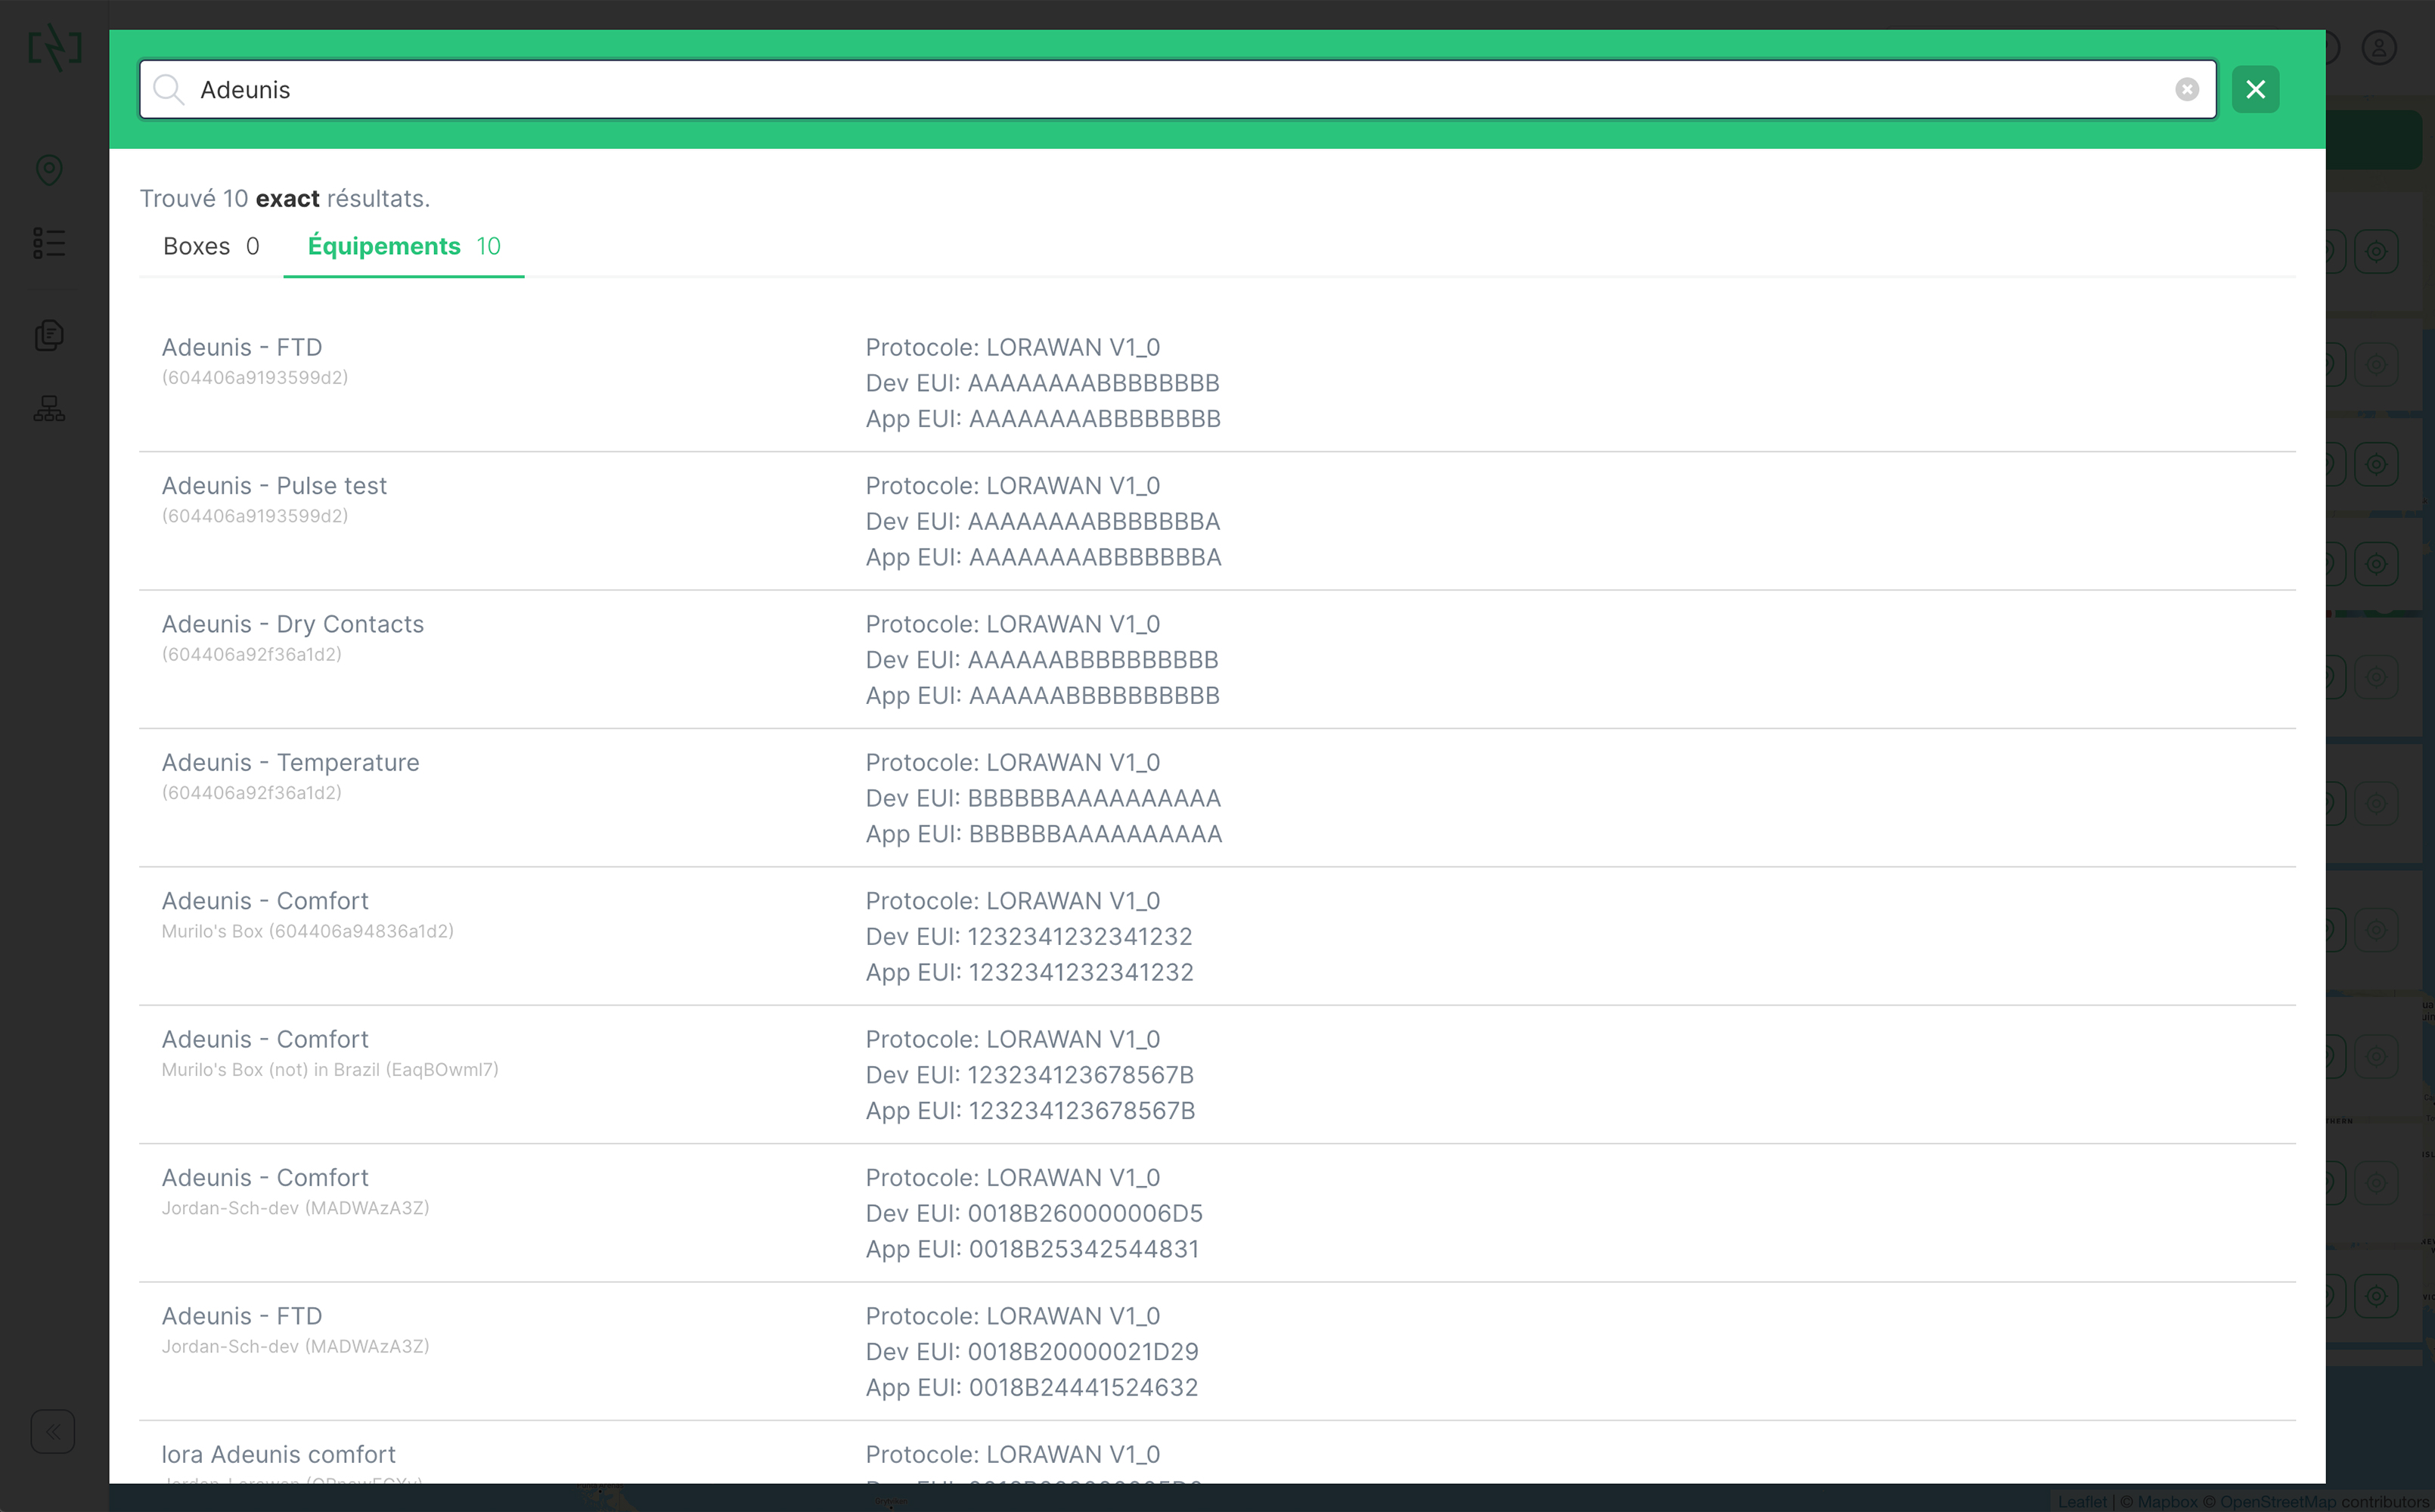 Adeunis
Trouvé 10 exact résultats.
Boxes 0 Équipements 10
Adeunis - FTD
(604406a9193599d2)
Protocole: LORAWAN V1_0
Dev EUI: AAAAAAAABBBBBBBB
App EUI: AAAAAAAABBBBBBBB
Adeunis - Pulse test
(604406a9193599d2)
Protocole: LORAWAN V1_0
Dev EUI: AAAAAAAABBBBBBBA
App EUI: AAAAAAAABBBBBBBA
Adeunis - Dry Contacts
(604406a92f36a1d2)
Protocole: LORAWAN V1_0
Dev EUI: AAAAAABBBBBBBBBB
App EUI: AAAAAABBBBBBBBBB
Adeunis - Temperature
(604406a92f36a1d2)
Protocole: LORAWAN V1_0
Dev EUI: BBBBBBAAAAAAAAAA
App EUI: BBBBBBAAAAAAAAAA
Adeunis - Comfort
Murilo's Box (604406a94836a1d2)
Protocole: LORAWAN V1_0
Dev EUI: 1232341232341232
App EUI: 1232341232341232
Adeunis - Comfort
Murilo's Box (not) in Brazil (EaqBOwml7)
Protocole: LORAWAN V1_0
Dev EUI: 123234123678567B
App EUI: 123234123678567B
Adeunis - Comfort
Jordan-Sch-dev (MADWAzA3Z)
Protocole: LORAWAN V1_0
Dev EUI: 0018B260000006D5
App EUI: 0018B25342544831
Adeunis - FTD
Jordan-Sch-dev (MADWAzA3Z)
Protocole: LORAWAN V1_0
Dev EUI: 0018B20000021D29
App EUI: 0018B24441524632
lora Adeunis comfort
Protocole: LORAWAN V1_0
Leaflet | © Mapbox © OpenStreetMap contributors